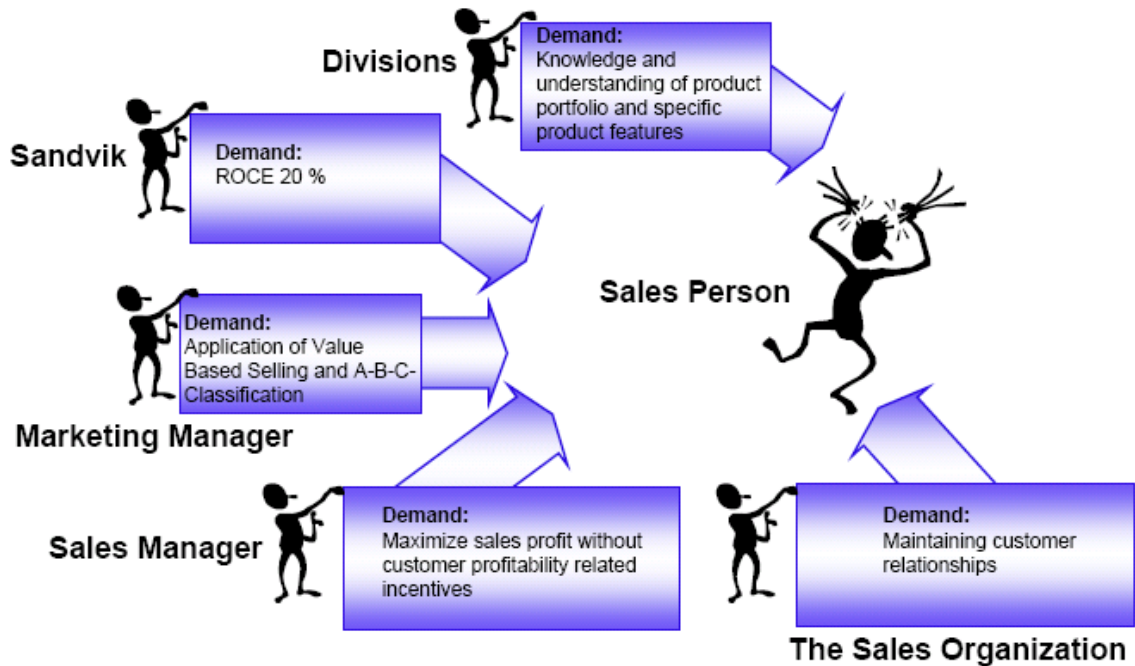 Divisions
Demand:
Knowledge and
understanding of product
portfolio and specific
product features
Sandvik
Demand:
ROCE 20 %
Sales Person
Marketing Manager
Demand:
Application of Value
Based Selling and A-B-C-
Classification
Sales Manager
Demand:
Maximize sales profit without
customer profitability related
incentives
Demand:
Maintaining customer
relationships
The Sales Organization